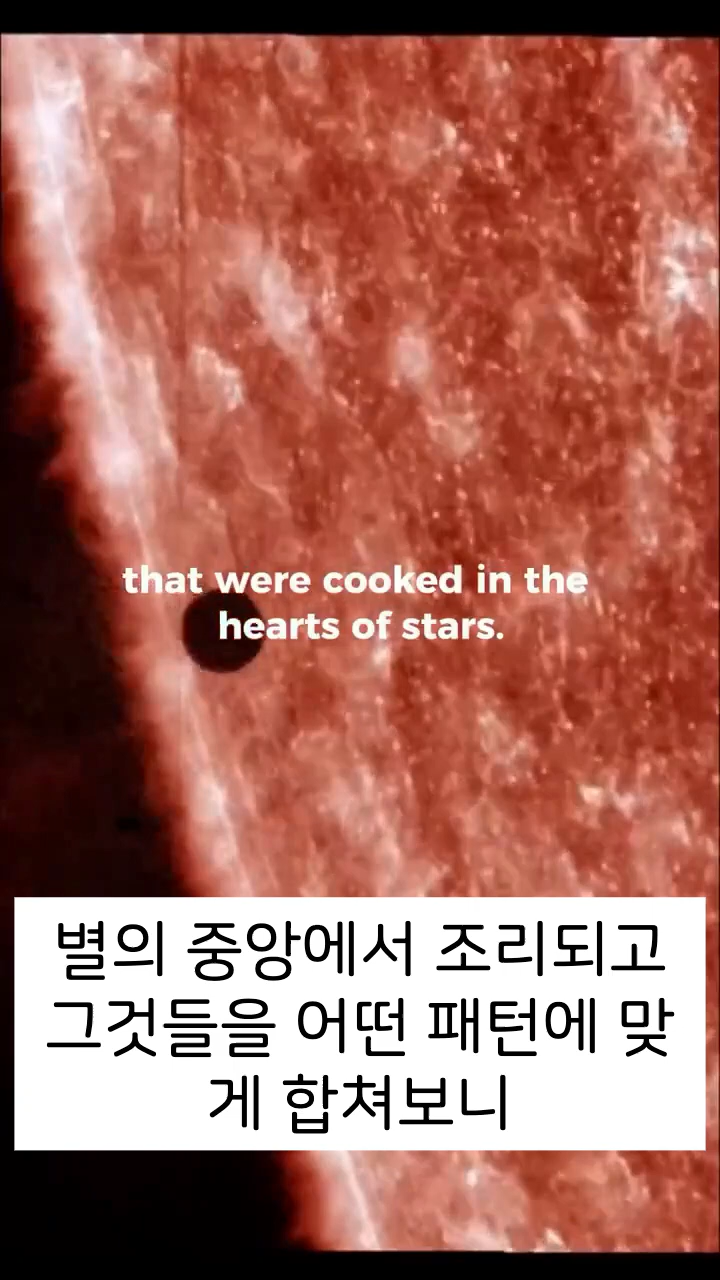 that were cooked in the
hearts of stars.
별의 중앙에서 조리되고
그것들을 어떤 패턴에 맞
게 합쳐보니